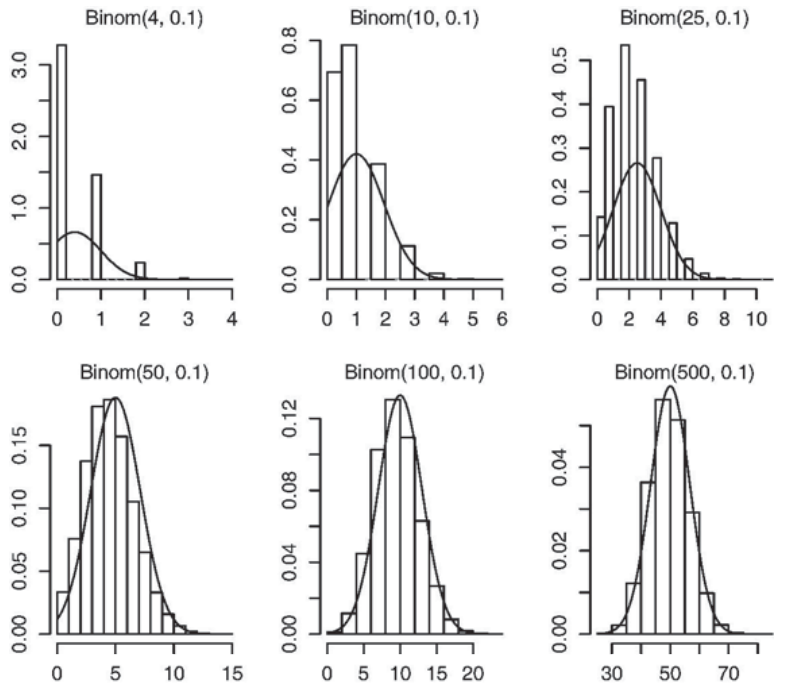 Binom(4, 0.1)
0.0 1.0 2.0 3.0
0 1 2 3 4
Binom(10, 0.1)
0.0 0.2 0.4 0.6 0.8
0 1 2 3 4 5 6
Binom(25, 0.1)
0.0 0.1 0.2 0.3 0.4 0.5
0 2 4 6 8 10
Binom(50, 0.1)
0.00 0.05 0.10 0.15
0 5 10 15
Binom(100, 0.1)
0.00 0.04 0.08 0.12
0 5 10 15 20
Binom(500, 0.1)
0.00 0.02 0.04
30 50 70